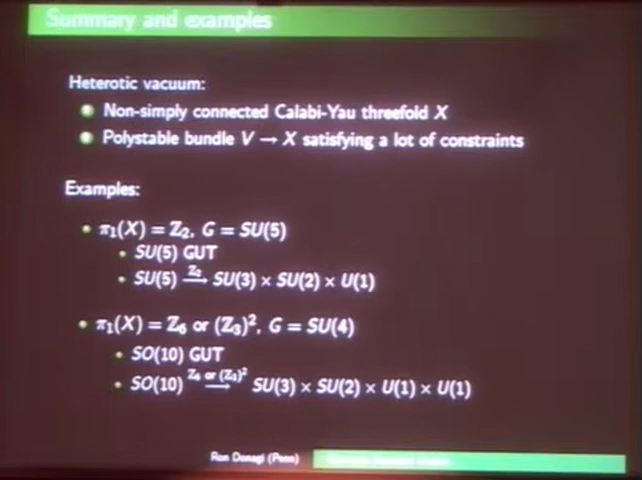 Summary and examples
Heterotic vacuum:
Non-simply connected Calabi-Yau threefold X
Polystable bundle V → X satisfying a lot of constraints
Examples:
π₁(X) = ℤ₂, G = SU(5)
SU(5) GUT
SU(5) —ℤ₂→ SU(3) × SU(2) × U(1)
π₁(X) = ℤ₆ or (ℤ₃)², G = SU(4)
SO(10) GUT
SO(10) —ℤ₆ or (ℤ₃)²→ SU(3) × SU(2) × U(1) × U(1)
Ron Donagi (Penn)